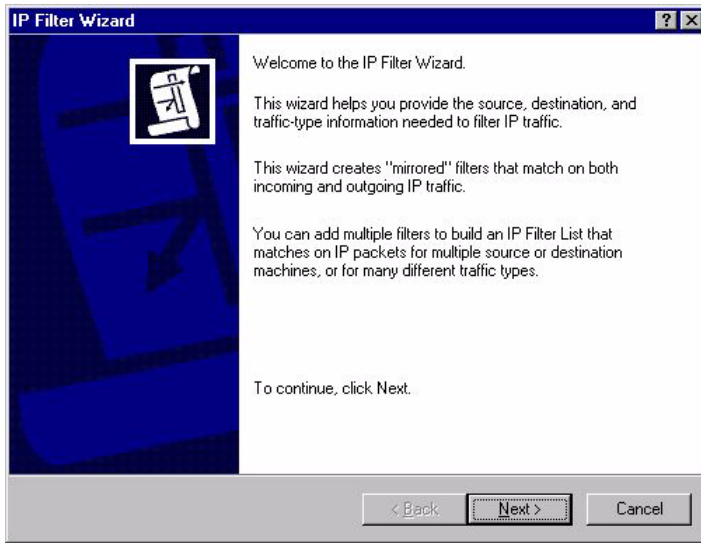 IP Filter Wizard
Welcome to the IP Filter Wizard.
This wizard helps you provide the source, destination, and
traffic-type information needed to filter IP traffic.
This wizard creates "mirrored" filters that match on both
incoming and outgoing IP traffic.
You can add multiple filters to build an IP Filter List that
matches on IP packets for multiple source or destination
machines, or for many different traffic types.
To continue, click Next.
< Back
Next >
Cancel